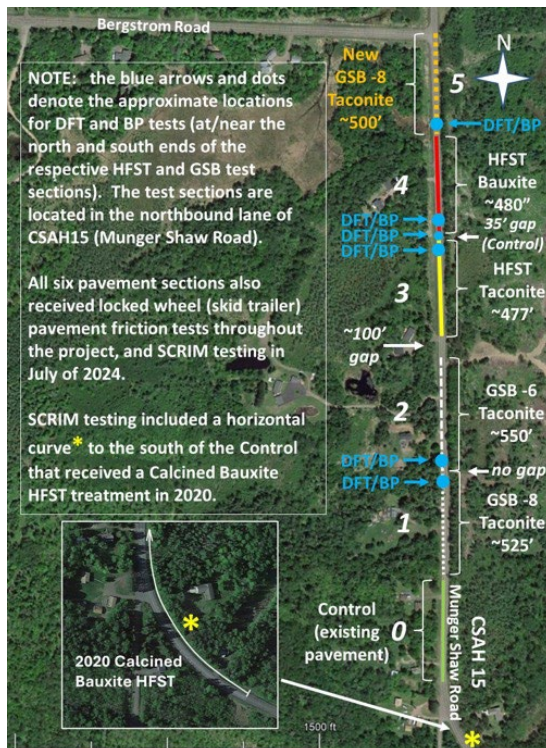 Bergstrom Road
NOTE:  the blue arrows and dots
denote the approximate locations
for DFT and BP tests (at/near the
north and south ends of the
respective HFST and GSB test
sections).  The test sections are
located in the northbound lane of
CSAH15 (Munger Shaw Road).
All six pavement sections also
received locked wheel (skid trailer)
pavement friction tests throughout
the project, and SCRIM testing in
July of 2024.
SCRIM testing included a horizontal
curve* to the south of the Control
that received a Calcined Bauxite
HFST treatment in 2020.
New
GSB -8
Taconite
~500'
5
N
DFT/BP
4
HFST
Bauxite
~480"
DFT/BP
DFT/BP
DFT/BP
35' gap
(Control)
3
HFST
Taconite
~477'
~100'
gap
2
GSB -6
Taconite
~550'
DFT/BP
DFT/BP
no gap
1
GSB -8
Taconite
~525'
Control
(existing
pavement)
0
Munger Shaw Road
CSAH 15
*
2020 Calcined
Bauxite HFST
1500 ft
*